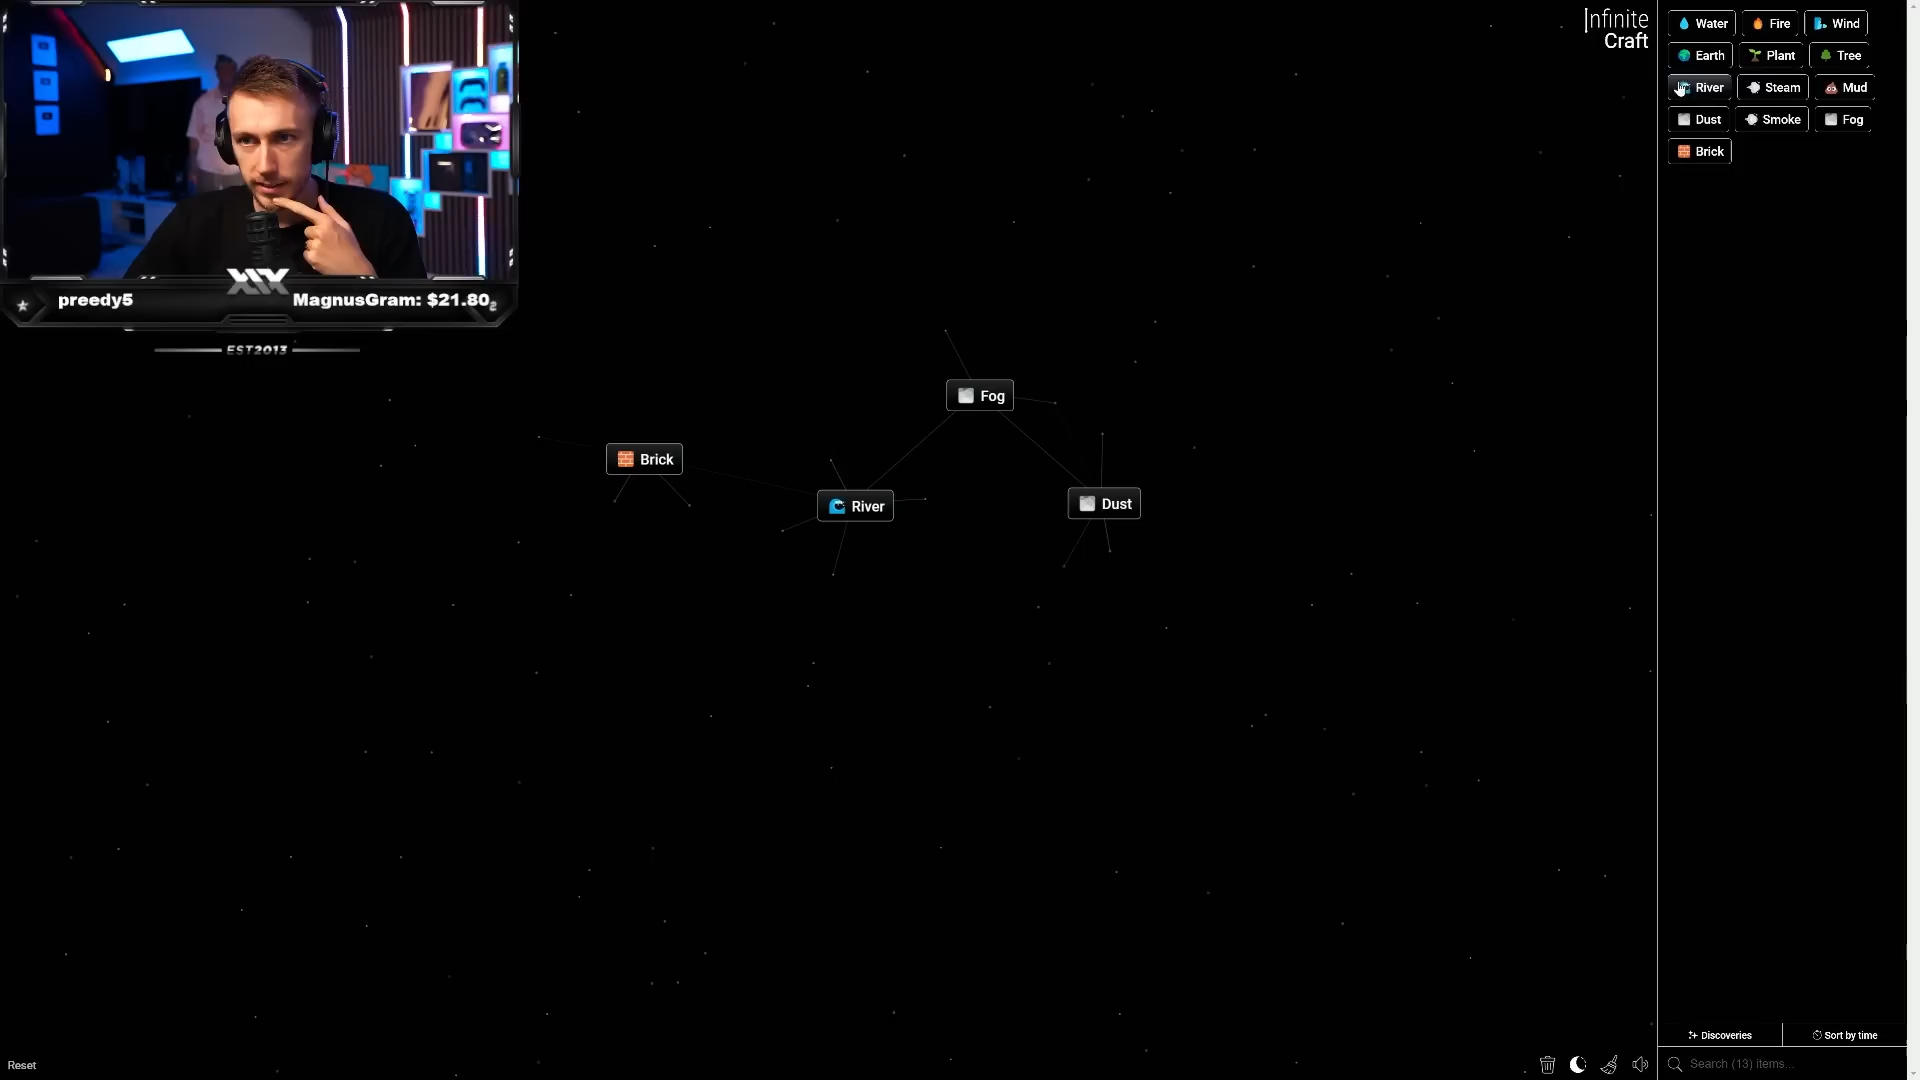 Infinite
Craft
Water
Fire
Wind
Earth
Plant
Tree
River
Steam
Mud
Dust
Smoke
Fog
Brick
XIX
preedy5
MagnusGram: $21.80
EST2013
Fog
Brick
River
Dust
Discoveries
Sort by time
Reset
Search (13) items...